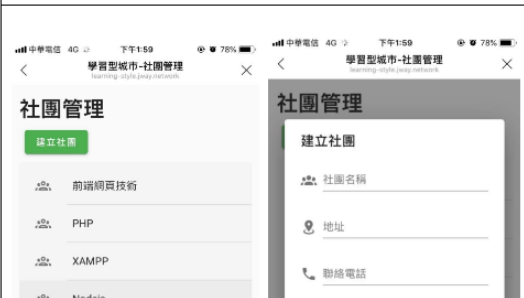 中華電信 4G 下午1:59 78%
學習型城市-社團管理
learning-style.jway.network
社團管理
建立社團
前端網頁技術
PHP
XAMPP
Nodejs
中華電信 4G 下午1:59 78%
學習型城市-社團管理
learning-style.jway.network
社團管理
建立社團
社團名稱
地址
聯絡電話